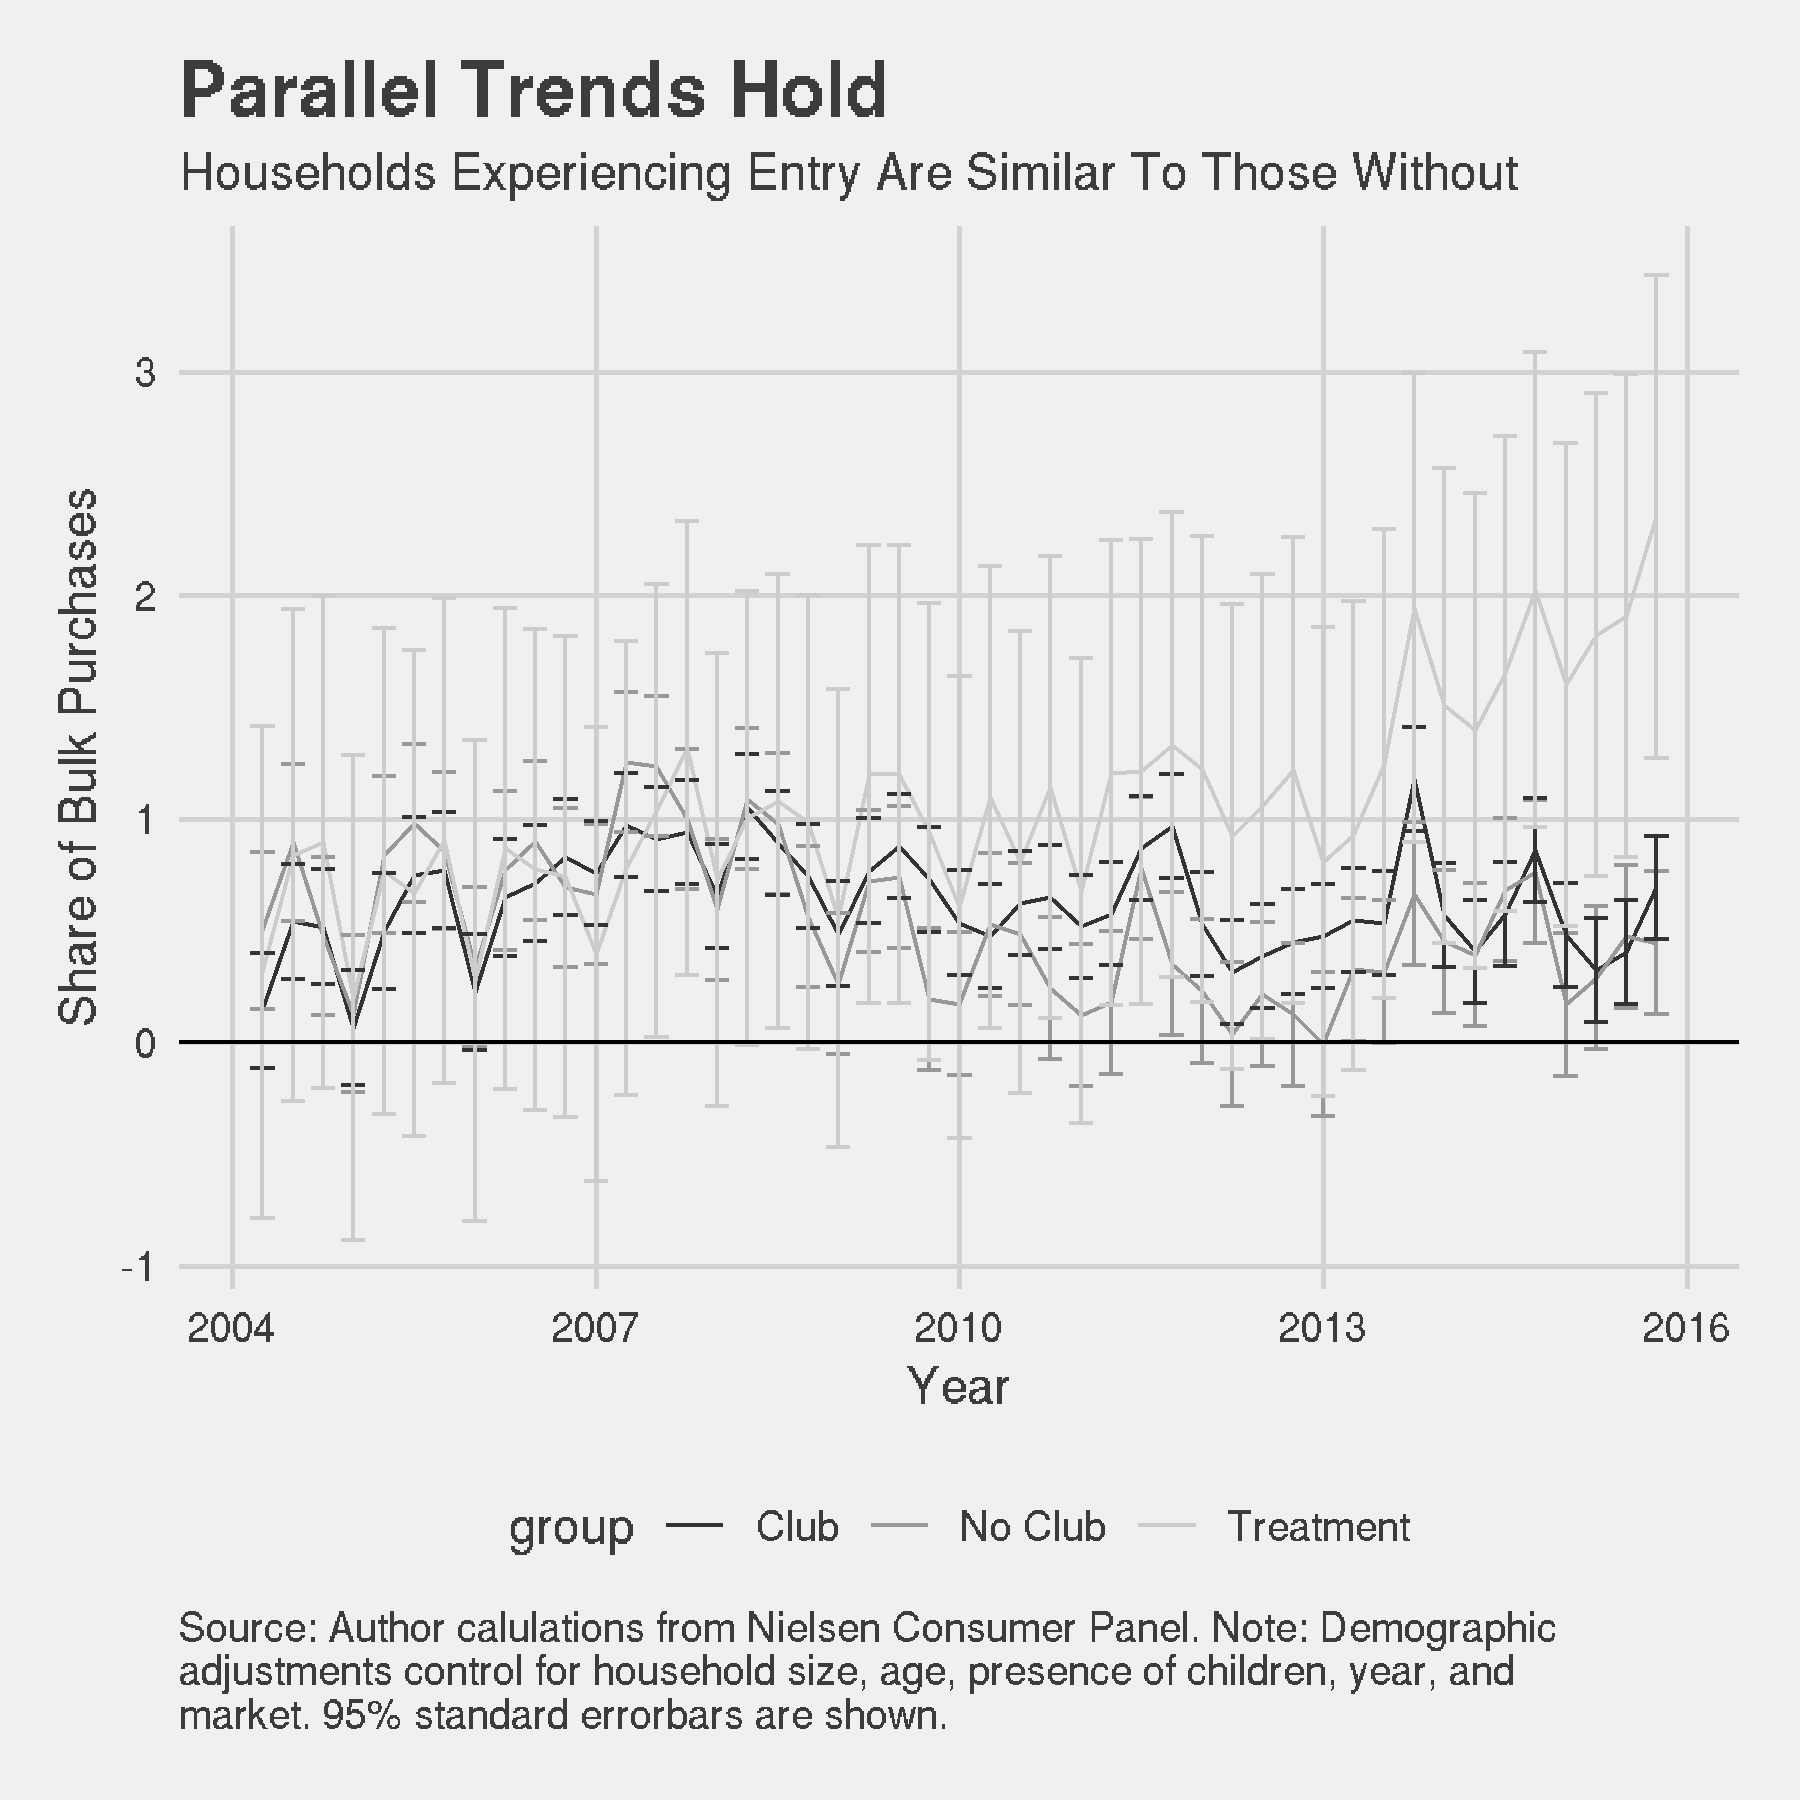 Parallel Trends Hold
Households Experiencing Entry Are Similar To Those Without
Share of Bulk Purchases
3
2
1
0
-1
2004 2007 2010 2013 2016
Year
group Club No Club Treatment
Source: Author calulations from Nielsen Consumer Panel. Note: Demographic
adjustments control for household size, age, presence of children, year, and
market. 95% standard errorbars are shown.